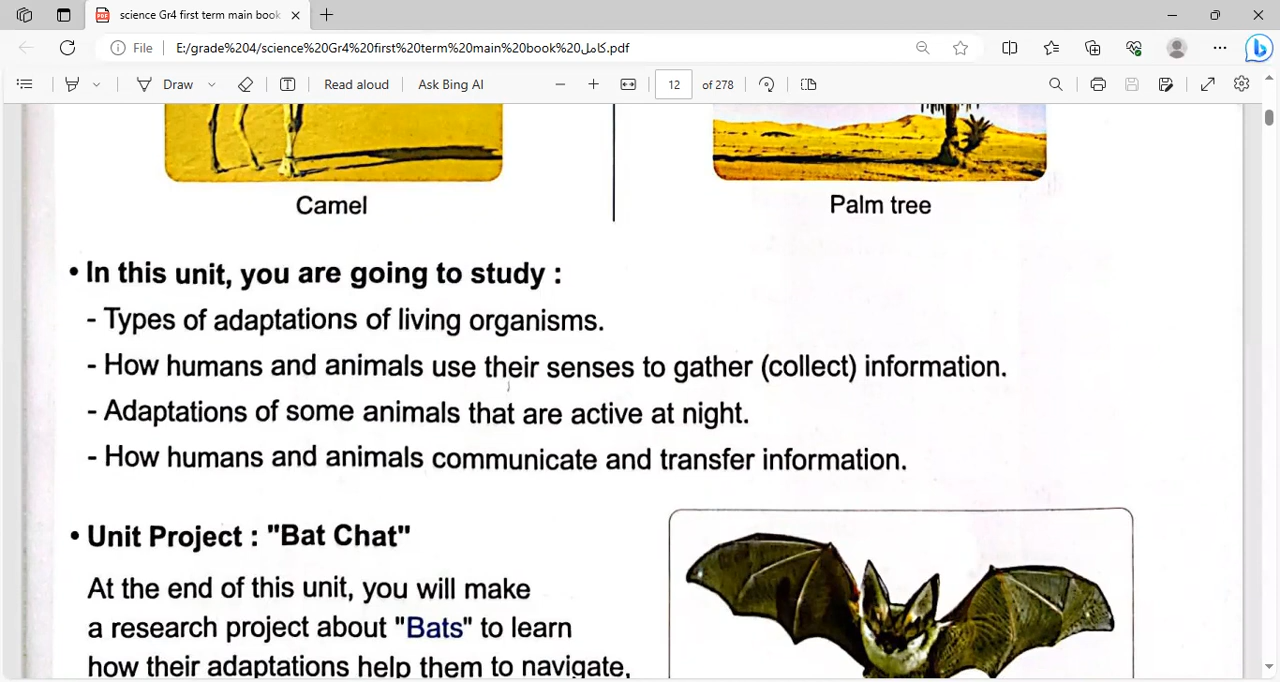 science Gr4 first term main book
File
E:/grade%204/science%20Gr4%20first%20term%20main%20book%20كامل.pdf
Draw
Read aloud
Ask Bing AI
12
of 278
Camel
Palm tree
• In this unit, you are going to study :
- Types of adaptations of living organisms.
- How humans and animals use their senses to gather (collect) information.
- Adaptations of some animals that are active at night.
- How humans and animals communicate and transfer information.
• Unit Project : "Bat Chat"
At the end of this unit, you will make
a research project about "Bats" to learn
how their adaptations help them to navigate,